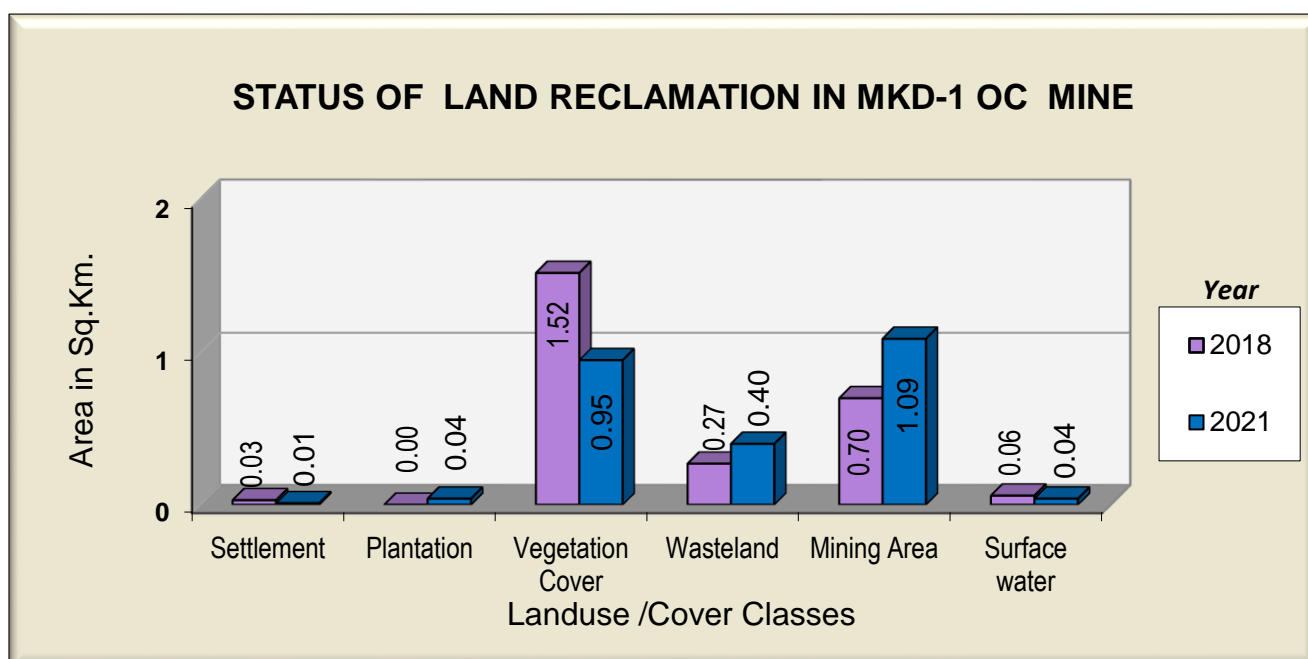 STATUS OF LAND RECLAMATION IN MKD-1 OC MINE
Area in Sq.Km.
2
1
0
0.03
0.01
0.00
0.04
1.52
0.95
0.27
0.40
0.70
1.09
0.06
0.04
Settlement
Plantation
Vegetation
Cover
Wasteland
Mining Area
Surface
water
Landuse /Cover Classes
Year
2018
2021